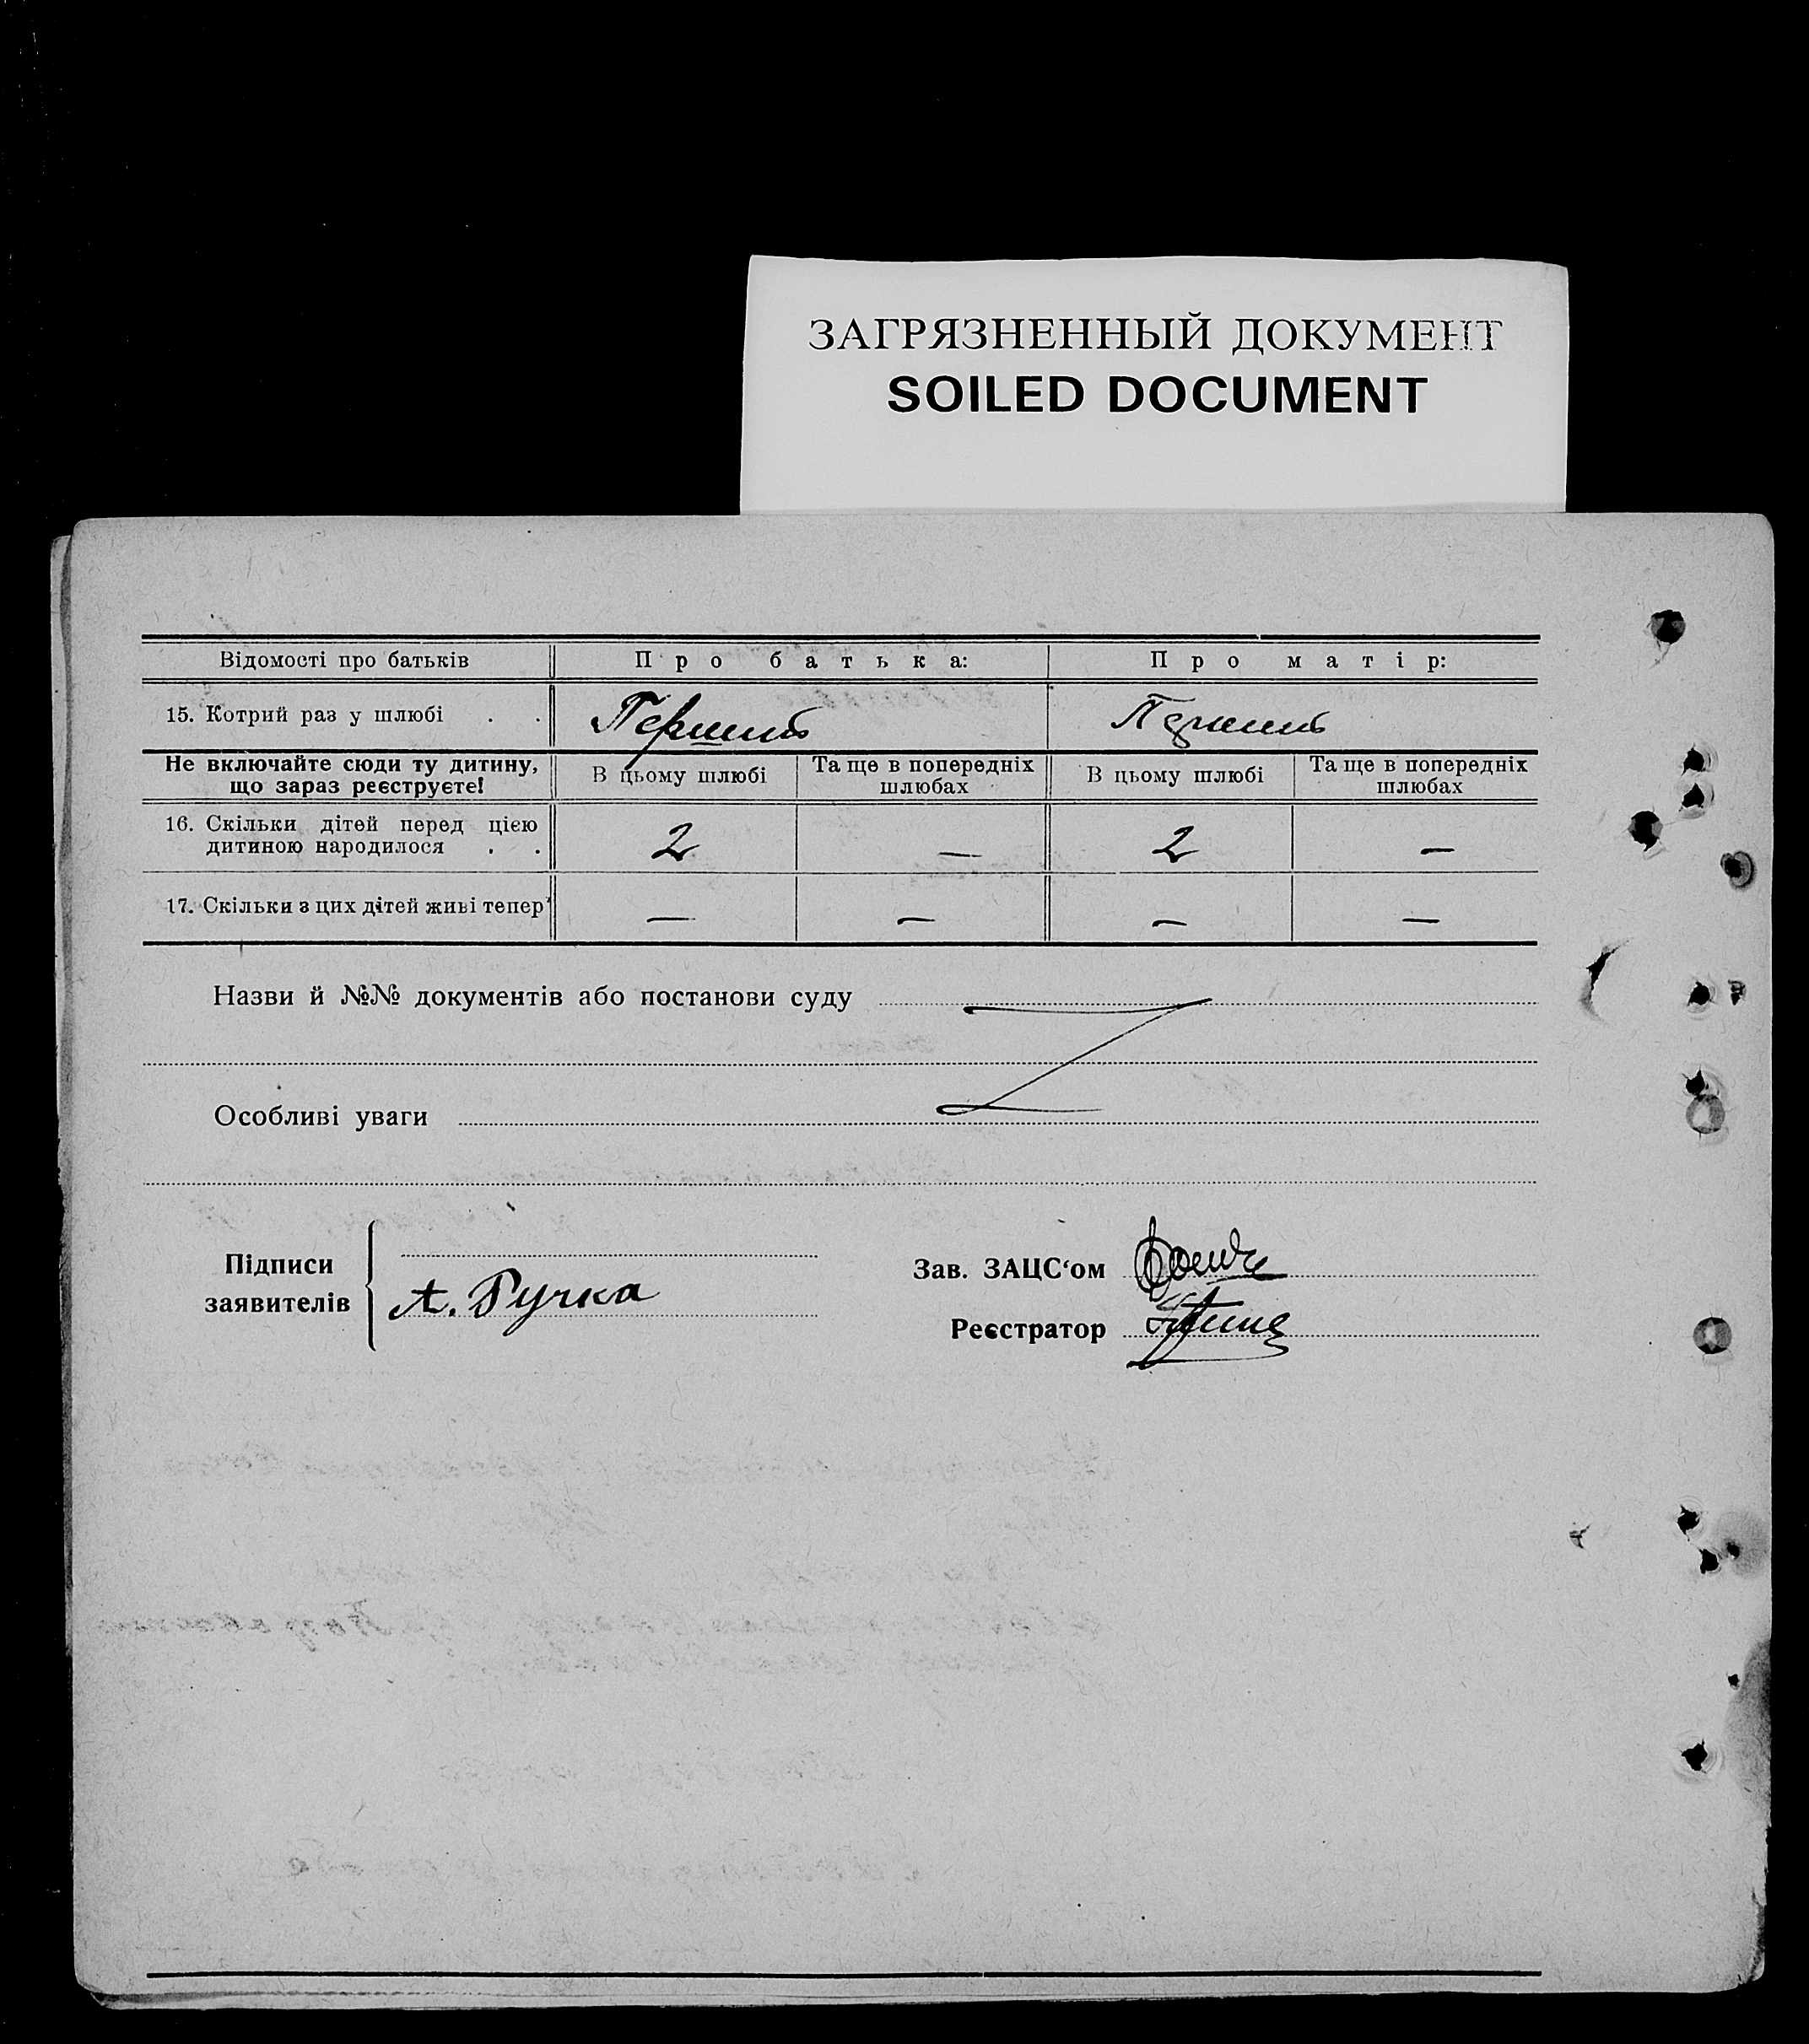 ЗАГРЯЗНЕННЫЙ ДОКУМЕНТ
SOILED DOCUMENT
Відомості про батьків Про батька: Про матір:
15. Котрий раз у шлюбі . . Перший Перший
Не включайте сюди ту дитину, що зараз реєструєте! В цьому шлюбі Та ще в попередніх шлюбах В цьому шлюбі Та ще в попередніх шлюбах
16. Скільки дітей перед цією
дитиною народилося . . 2 — 2 —
17. Скільки з цих дітей живі тепер — — — —
Назви й №№ документів або постанови суду
Особливі уваги
Підписи
заявителів А. Ручка
Зав. ЗАЦС‘ом
Реєстратор